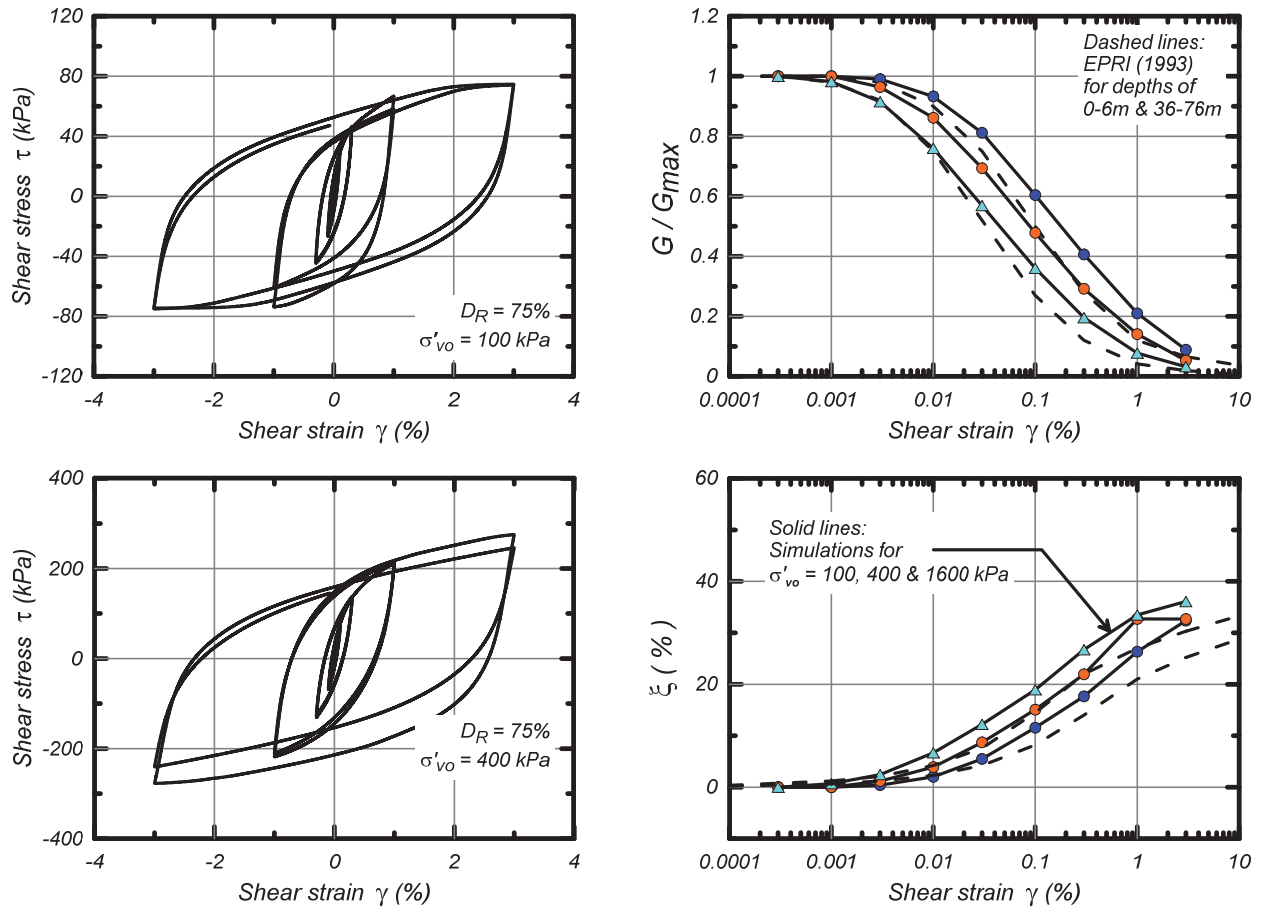 120
80
40
0
-40
-80
-120
Shear stress τ (kPa)
D_R = 75%
σ'_vo = 100 kPa
-4 -2 0 2 4
Shear strain γ (%)
1.2
1
0.8
0.6
0.4
0.2
0
G / G_max
Dashed lines:
EPRI (1993)
for depths of
0-6m & 36-76m
0.0001 0.001 0.01 0.1 1 10
Shear strain γ (%)
400
200
0
-200
-400
Shear stress τ (kPa)
D_R = 75%
σ'_vo = 400 kPa
-4 -2 0 2 4
Shear strain γ (%)
60
40
20
0
ξ ( % )
Solid lines:
Simulations for
σ'_vo = 100, 400 & 1600 kPa
0.0001 0.001 0.01 0.1 1 10
Shear strain γ (%)